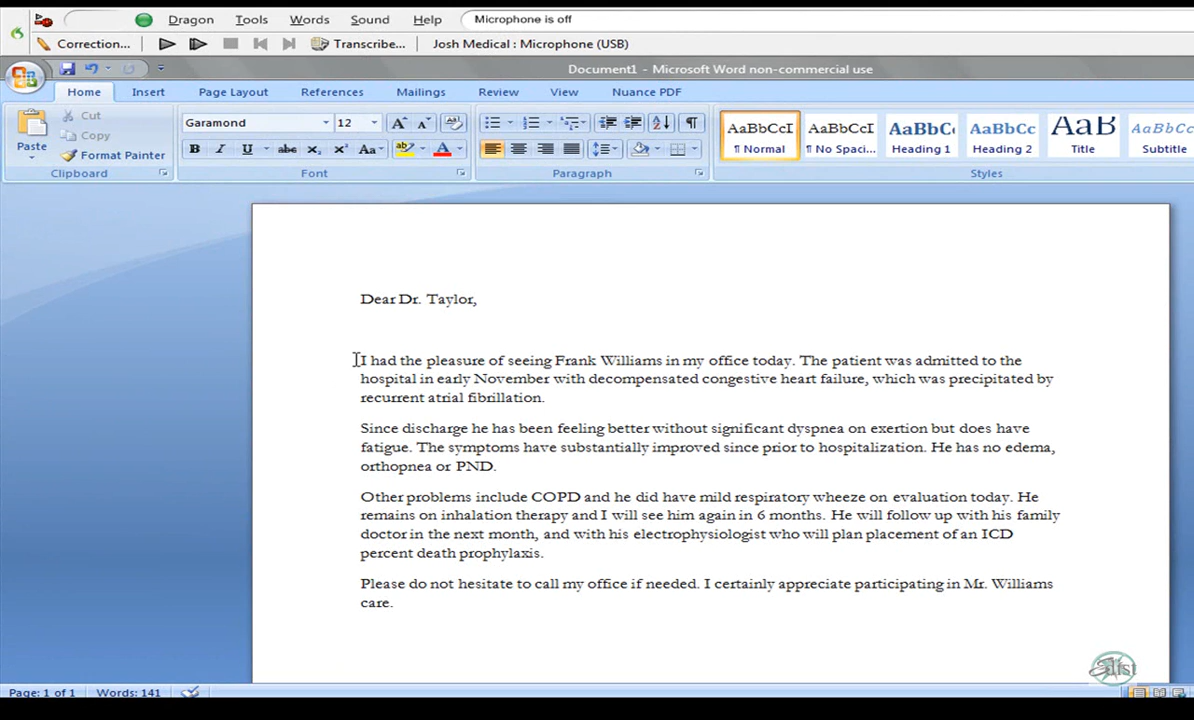 Dragon Tools Words Sound Help Microphone is off
Correction... Transcribe... Josh Medical : Microphone (USB)
Document1 - Microsoft Word non-commercial use
Home Insert Page Layout References Mailings Review View Nuance PDF
Paste Cut Copy Format Painter
Garamond 12
B I U abc X₂ X² Aa A
AaBbCcI AaBbCcI AaBbC AaBbCc AaB AaBbCc
¶ Normal ¶ No Spaci... Heading 1 Heading 2 Title Subtitle
Clipboard Font Paragraph Styles
Dear Dr. Taylor,
I had the pleasure of seeing Frank Williams in my office today. The patient was admitted to the
hospital in early November with decompensated congestive heart failure, which was precipitated by
recurrent atrial fibrillation.
Since discharge he has been feeling better without significant dyspnea on exertion but does have
fatigue. The symptoms have substantially improved since prior to hospitalization. He has no edema,
orthopnea or PND.
Other problems include COPD and he did have mild respiratory wheeze on evaluation today. He
remains on inhalation therapy and I will see him again in 6 months. He will follow up with his family
doctor in the next month, and with his electrophysiologist who will plan placement of an ICD
percent death prophylaxis.
Please do not hesitate to call my office if needed. I certainly appreciate participating in Mr. Williams
care.
Page: 1 of 1 Words: 141